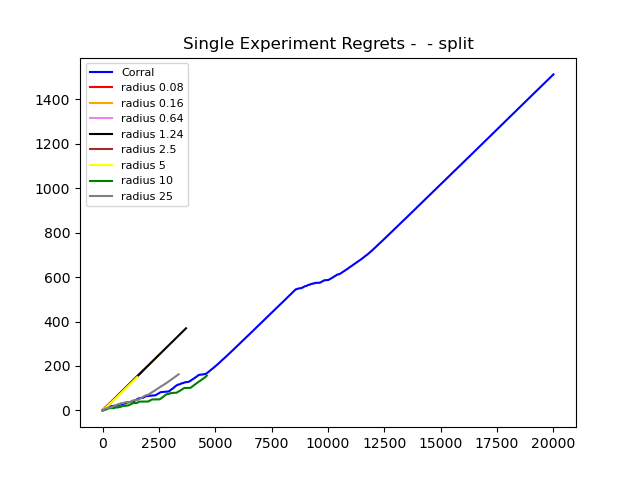 Single Experiment Regrets -  - split
Corral
radius 0.08
radius 0.16
radius 0.64
radius 1.24
radius 2.5
radius 5
radius 10
radius 25
1400
1200
1000
800
600
400
200
0
0 2500 5000 7500 10000 12500 15000 17500 20000